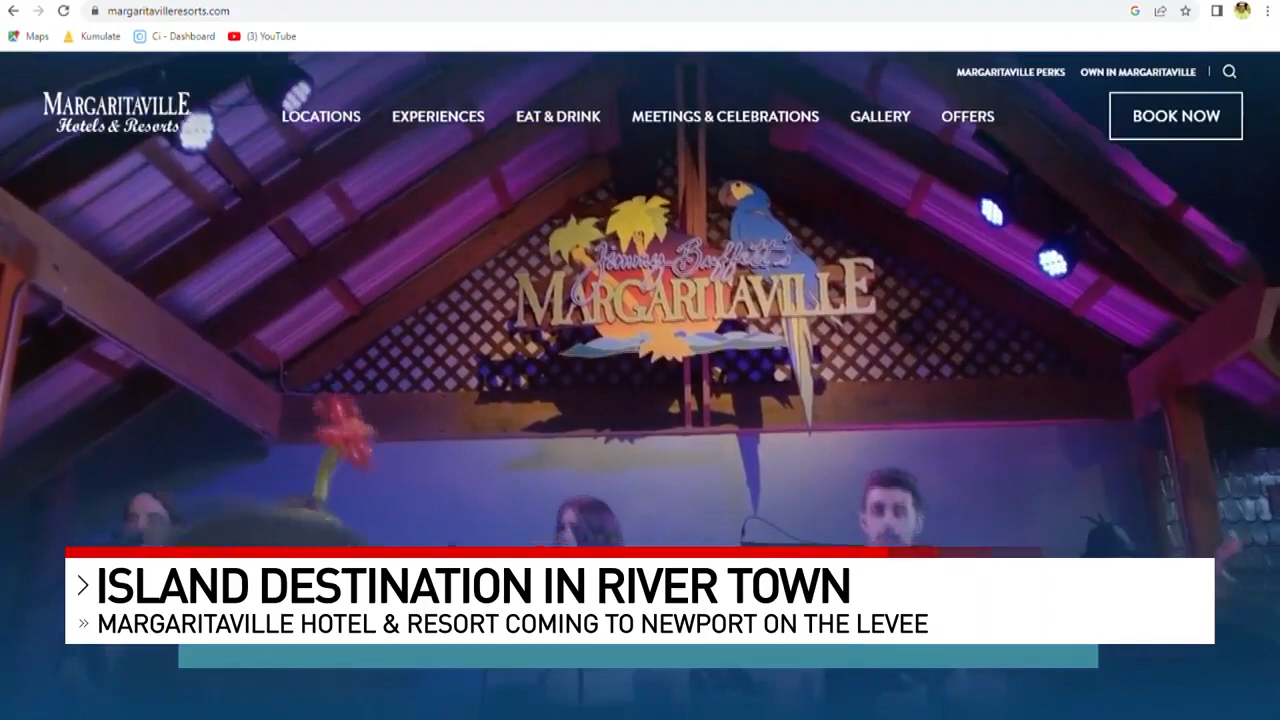 margaritavilleresorts.com
Maps
Kumulate
Ci - Dashboard
(3) YouTube
MARGARITAVILLE PERKS
OWN IN MARGARITAVILLE
MARGARITAVILLE
Hotels & Resorts
LOCATIONS
EXPERIENCES
EAT & DRINK
MEETINGS & CELEBRATIONS
GALLERY
OFFERS
BOOK NOW
Jimmy Buffett's
MARGARITAVILLE
ISLAND DESTINATION IN RIVER TOWN
MARGARITAVILLE HOTEL & RESORT COMING TO NEWPORT ON THE LEVEE